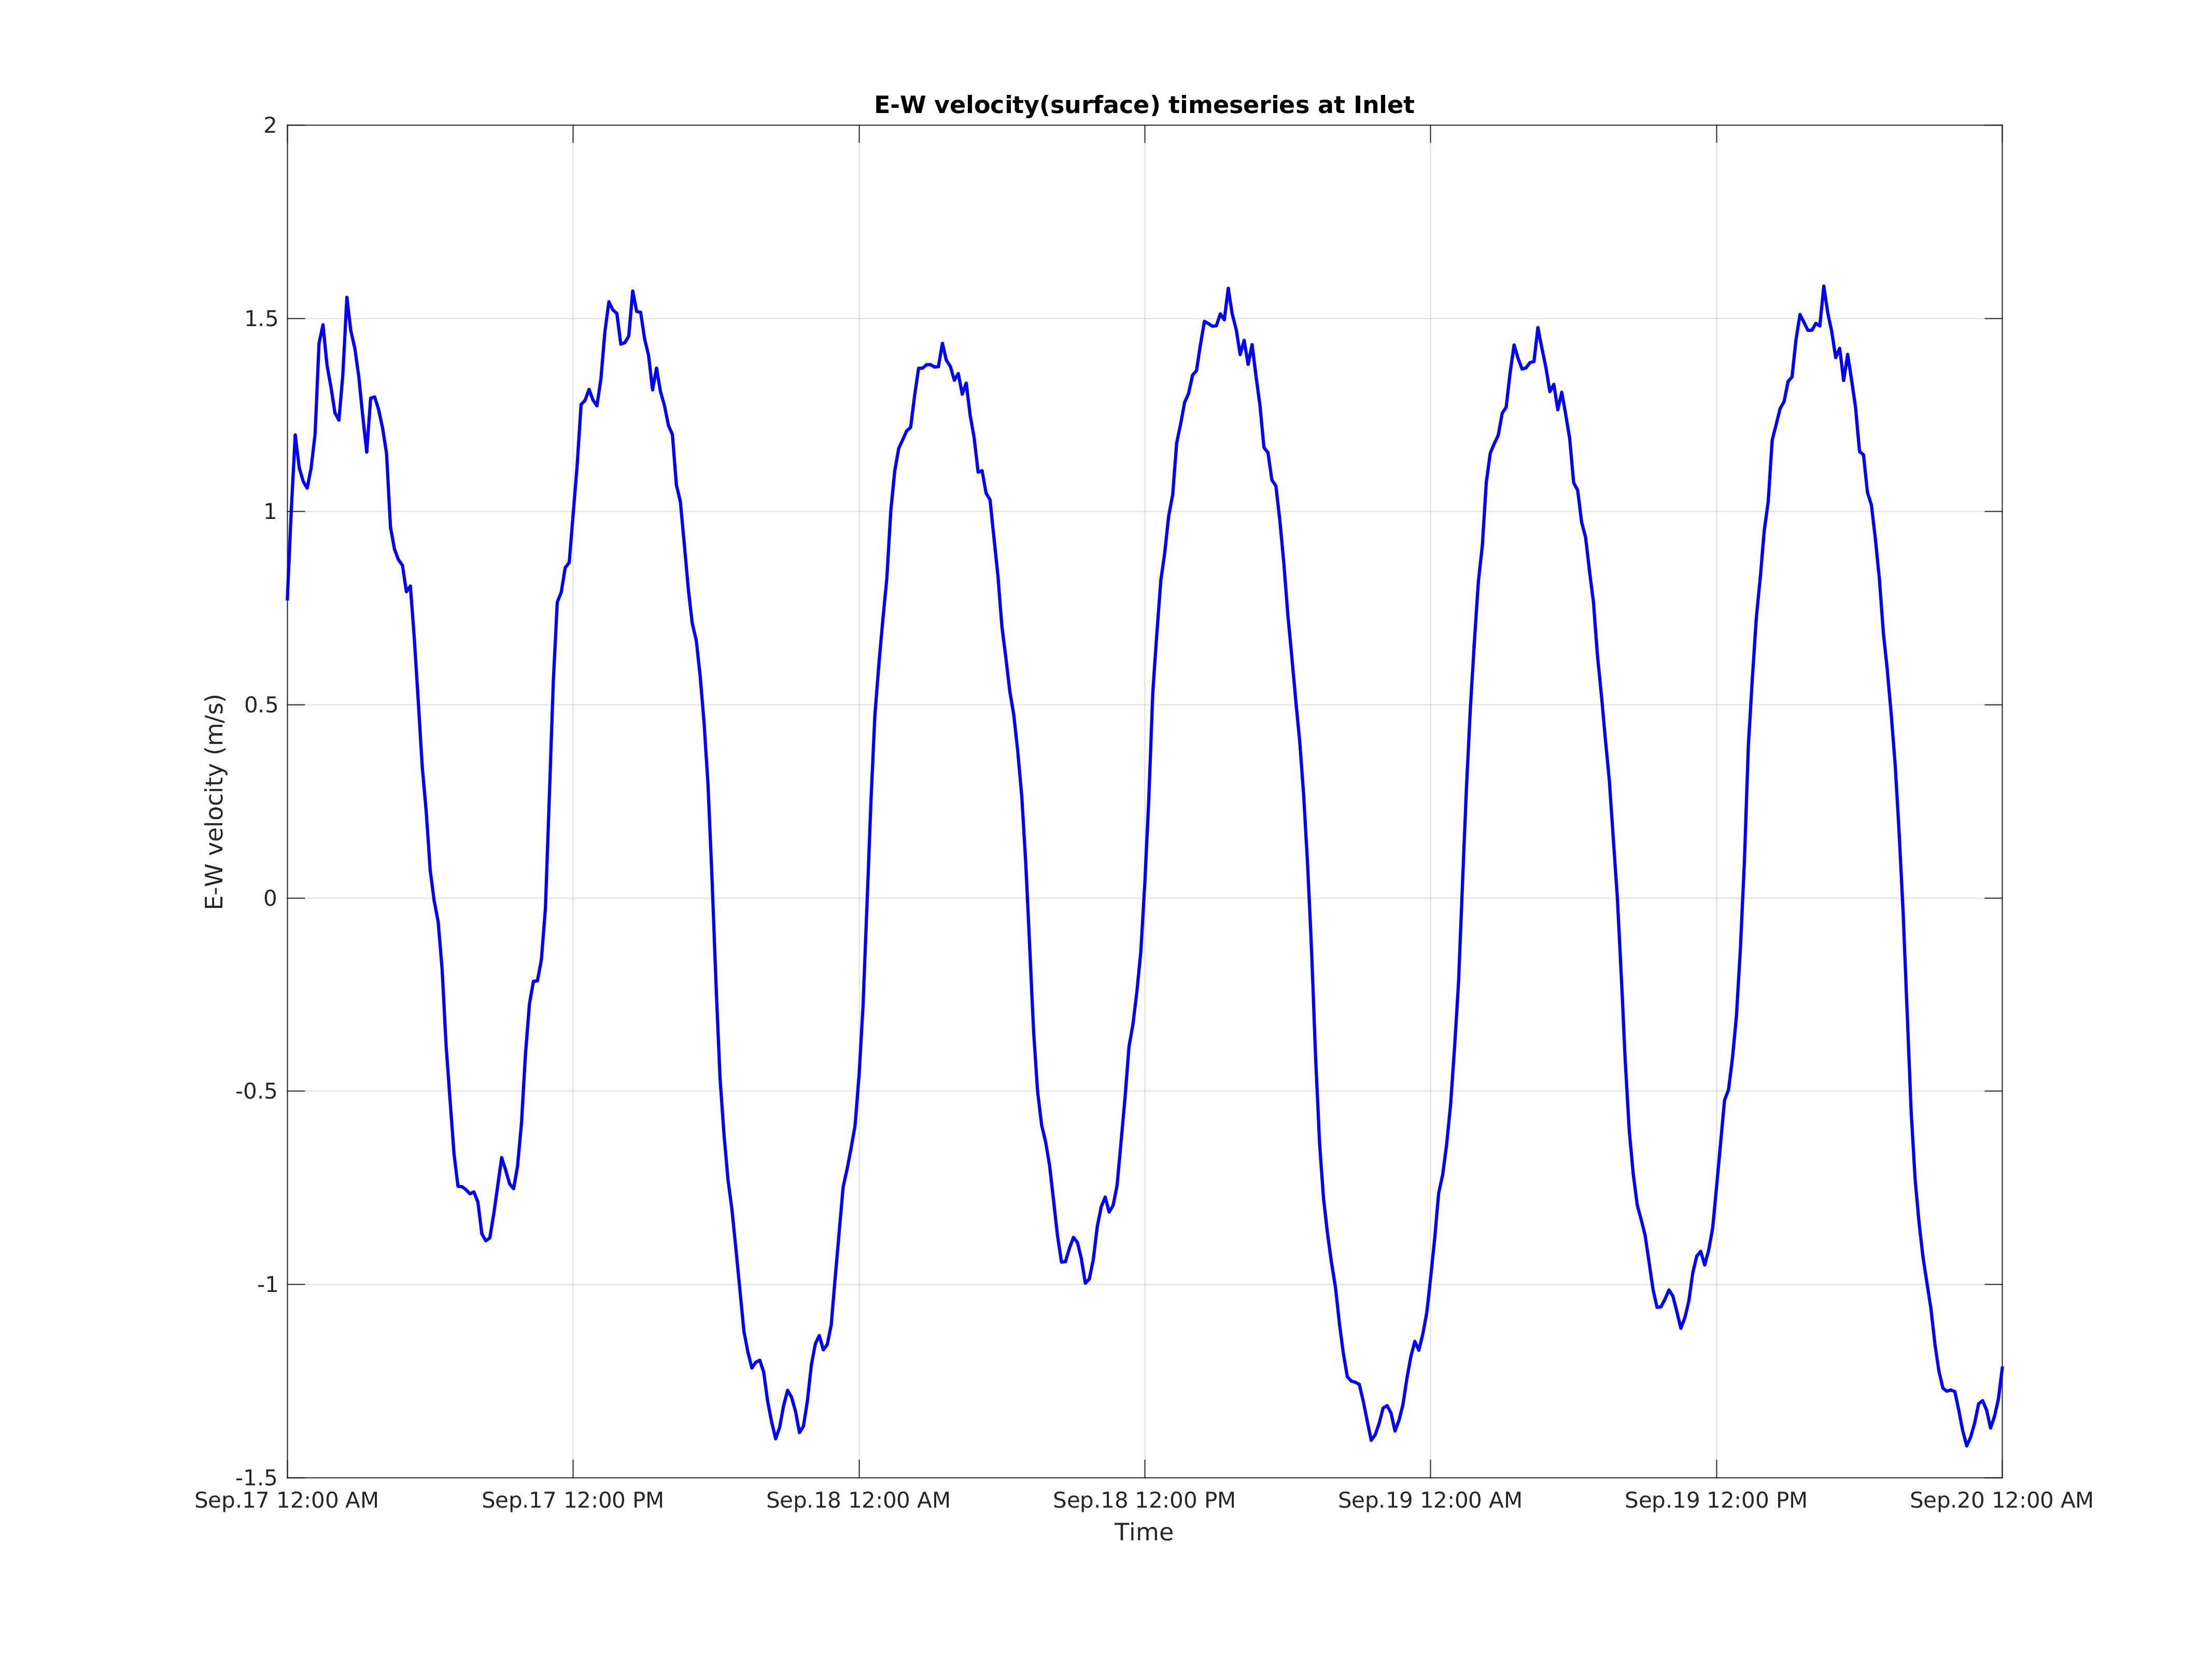 E-W velocity(surface) timeseries at Inlet
2
1.5
1
0.5
0
-0.5
-1
-1.5
E-W velocity (m/s)
Sep.17 12:00 AM Sep.17 12:00 PM Sep.18 12:00 AM Sep.18 12:00 PM Sep.19 12:00 AM Sep.19 12:00 PM Sep.20 12:00 AM
Time